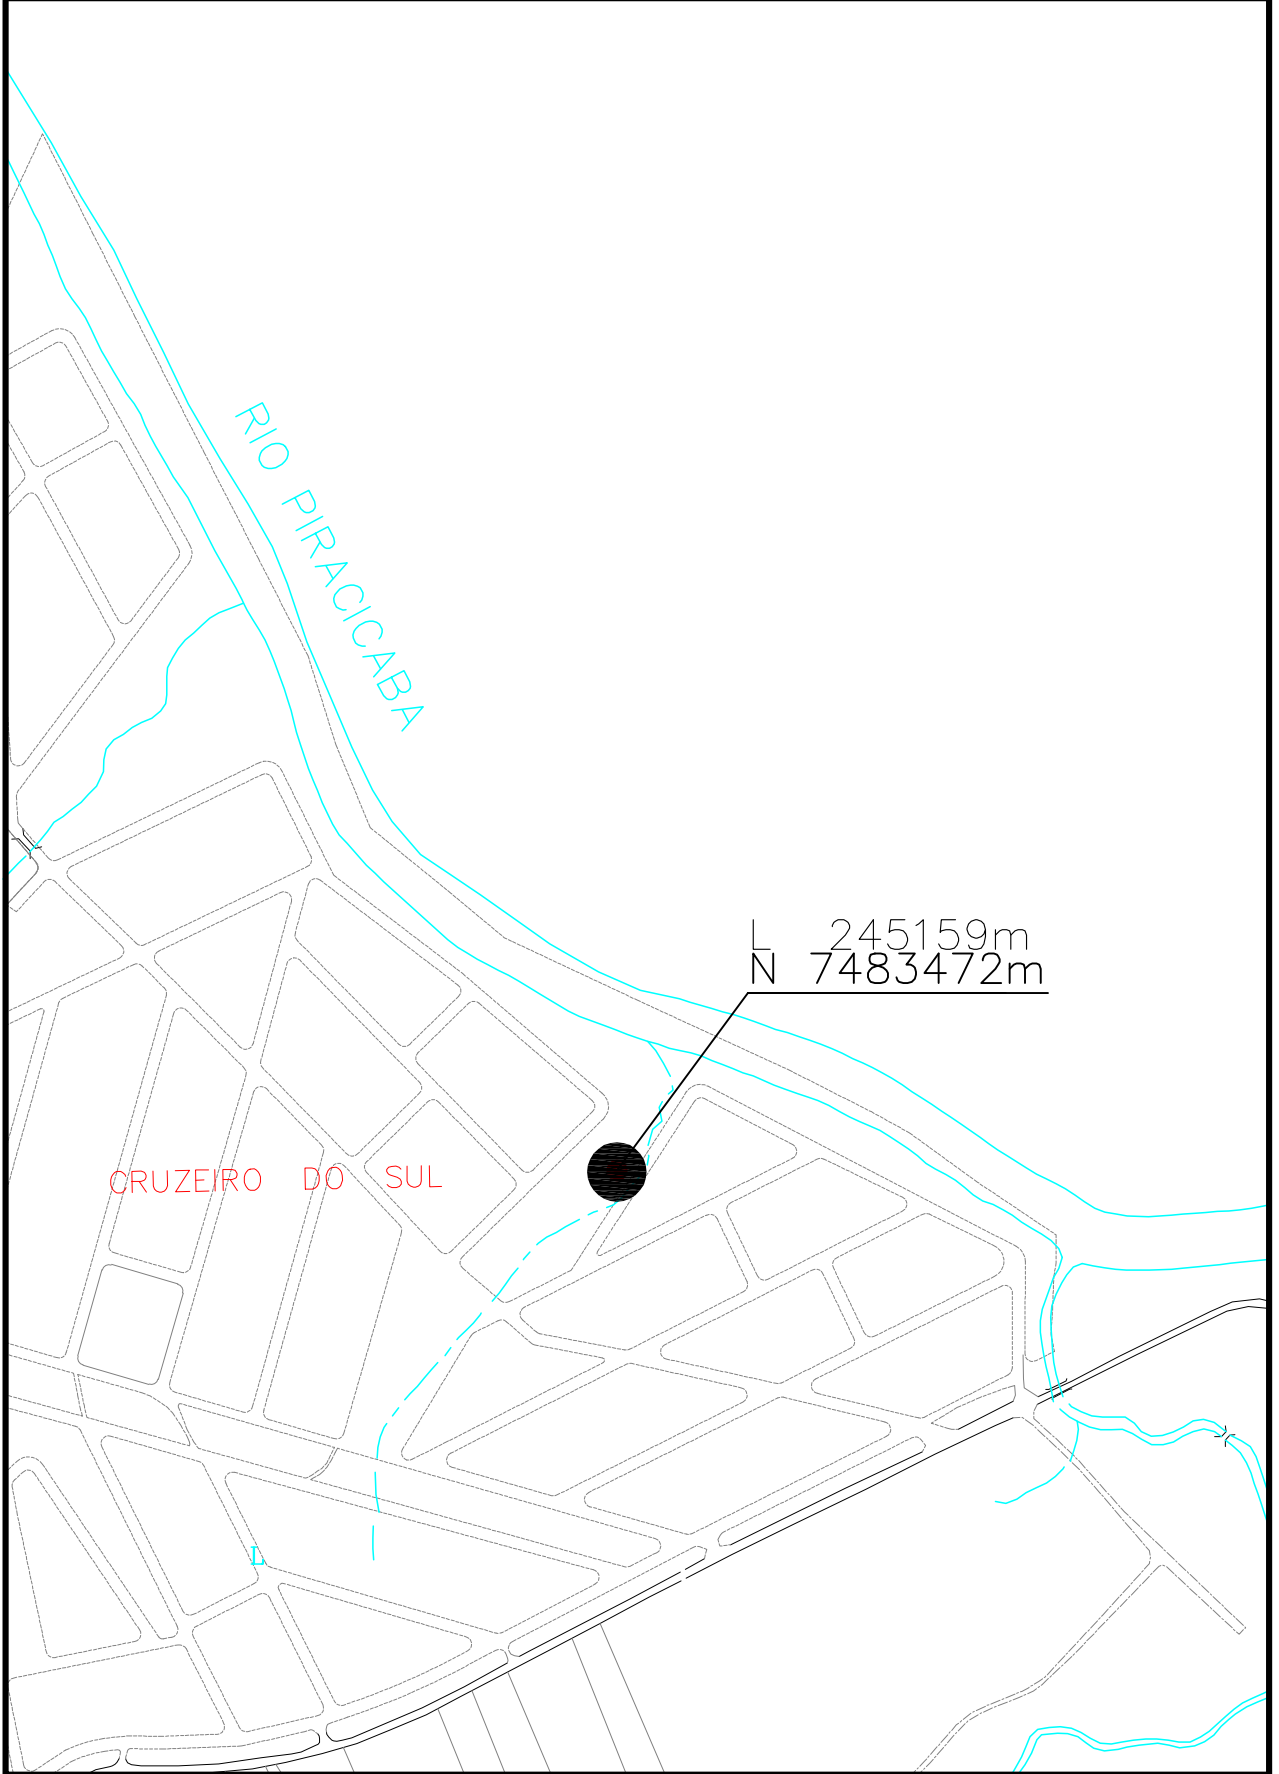 RIO PIRACICABA
L 245159m
N 7483472m
CRUZEIRO DO SUL
L